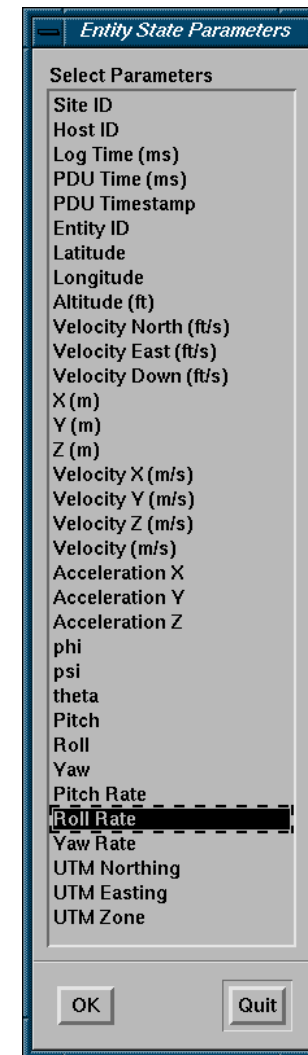 Entity State Parameters
Select Parameters
Site ID
Host ID
Log Time (ms)
PDU Time (ms)
PDU Timestamp
Entity ID
Latitude
Longitude
Altitude (ft)
Velocity North (ft/s)
Velocity East (ft/s)
Velocity Down (ft/s)
X (m)
Y (m)
Z (m)
Velocity X (m/s)
Velocity Y (m/s)
Velocity Z (m/s)
Velocity (m/s)
Acceleration X
Acceleration Y
Acceleration Z
phi
psi
theta
Pitch
Roll
Yaw
Pitch Rate
Roll Rate
Yaw Rate
UTM Northing
UTM Easting
UTM Zone
OK Quit